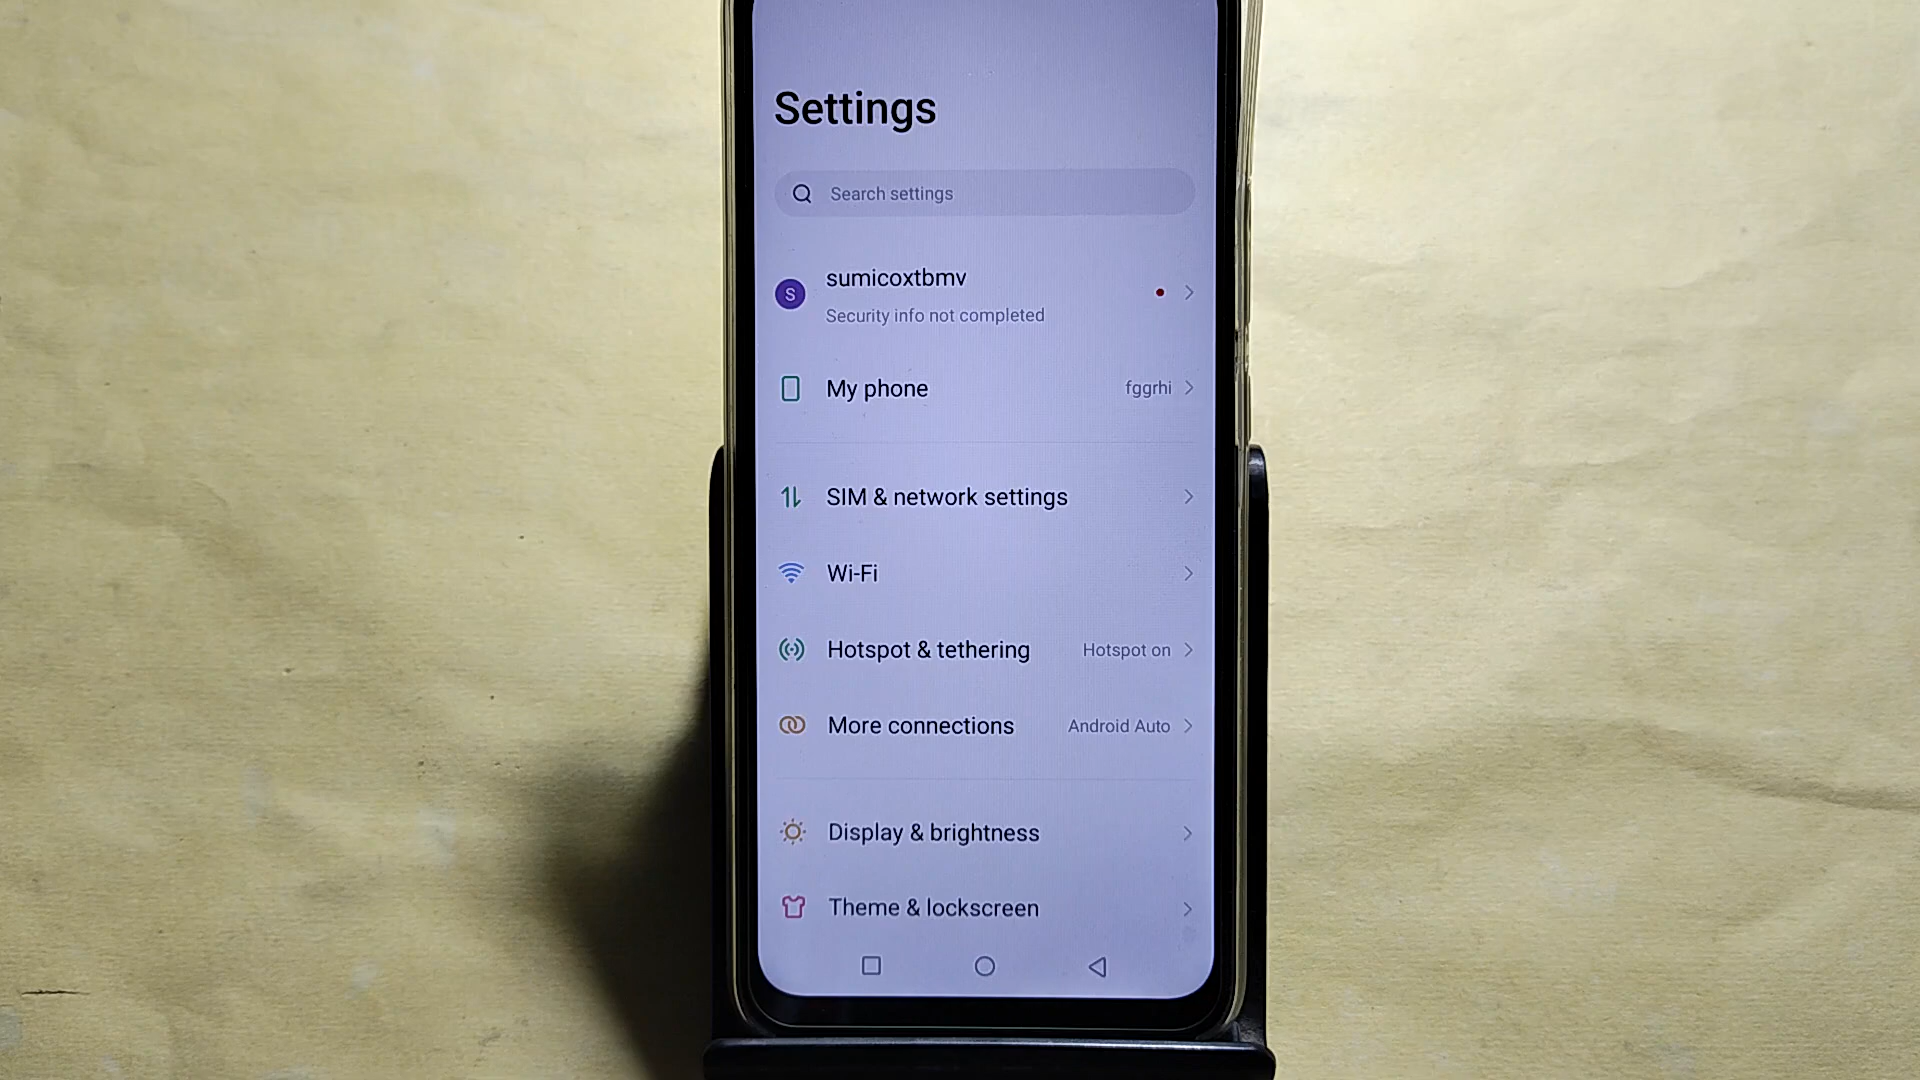 Settings
Search settings
S
sumicoxtbmv
Security info not completed
My phone
fggrhi
SIM & network settings
Wi-Fi
Hotspot & tethering
Hotspot on
More connections
Android Auto
Display & brightness
Theme & lockscreen